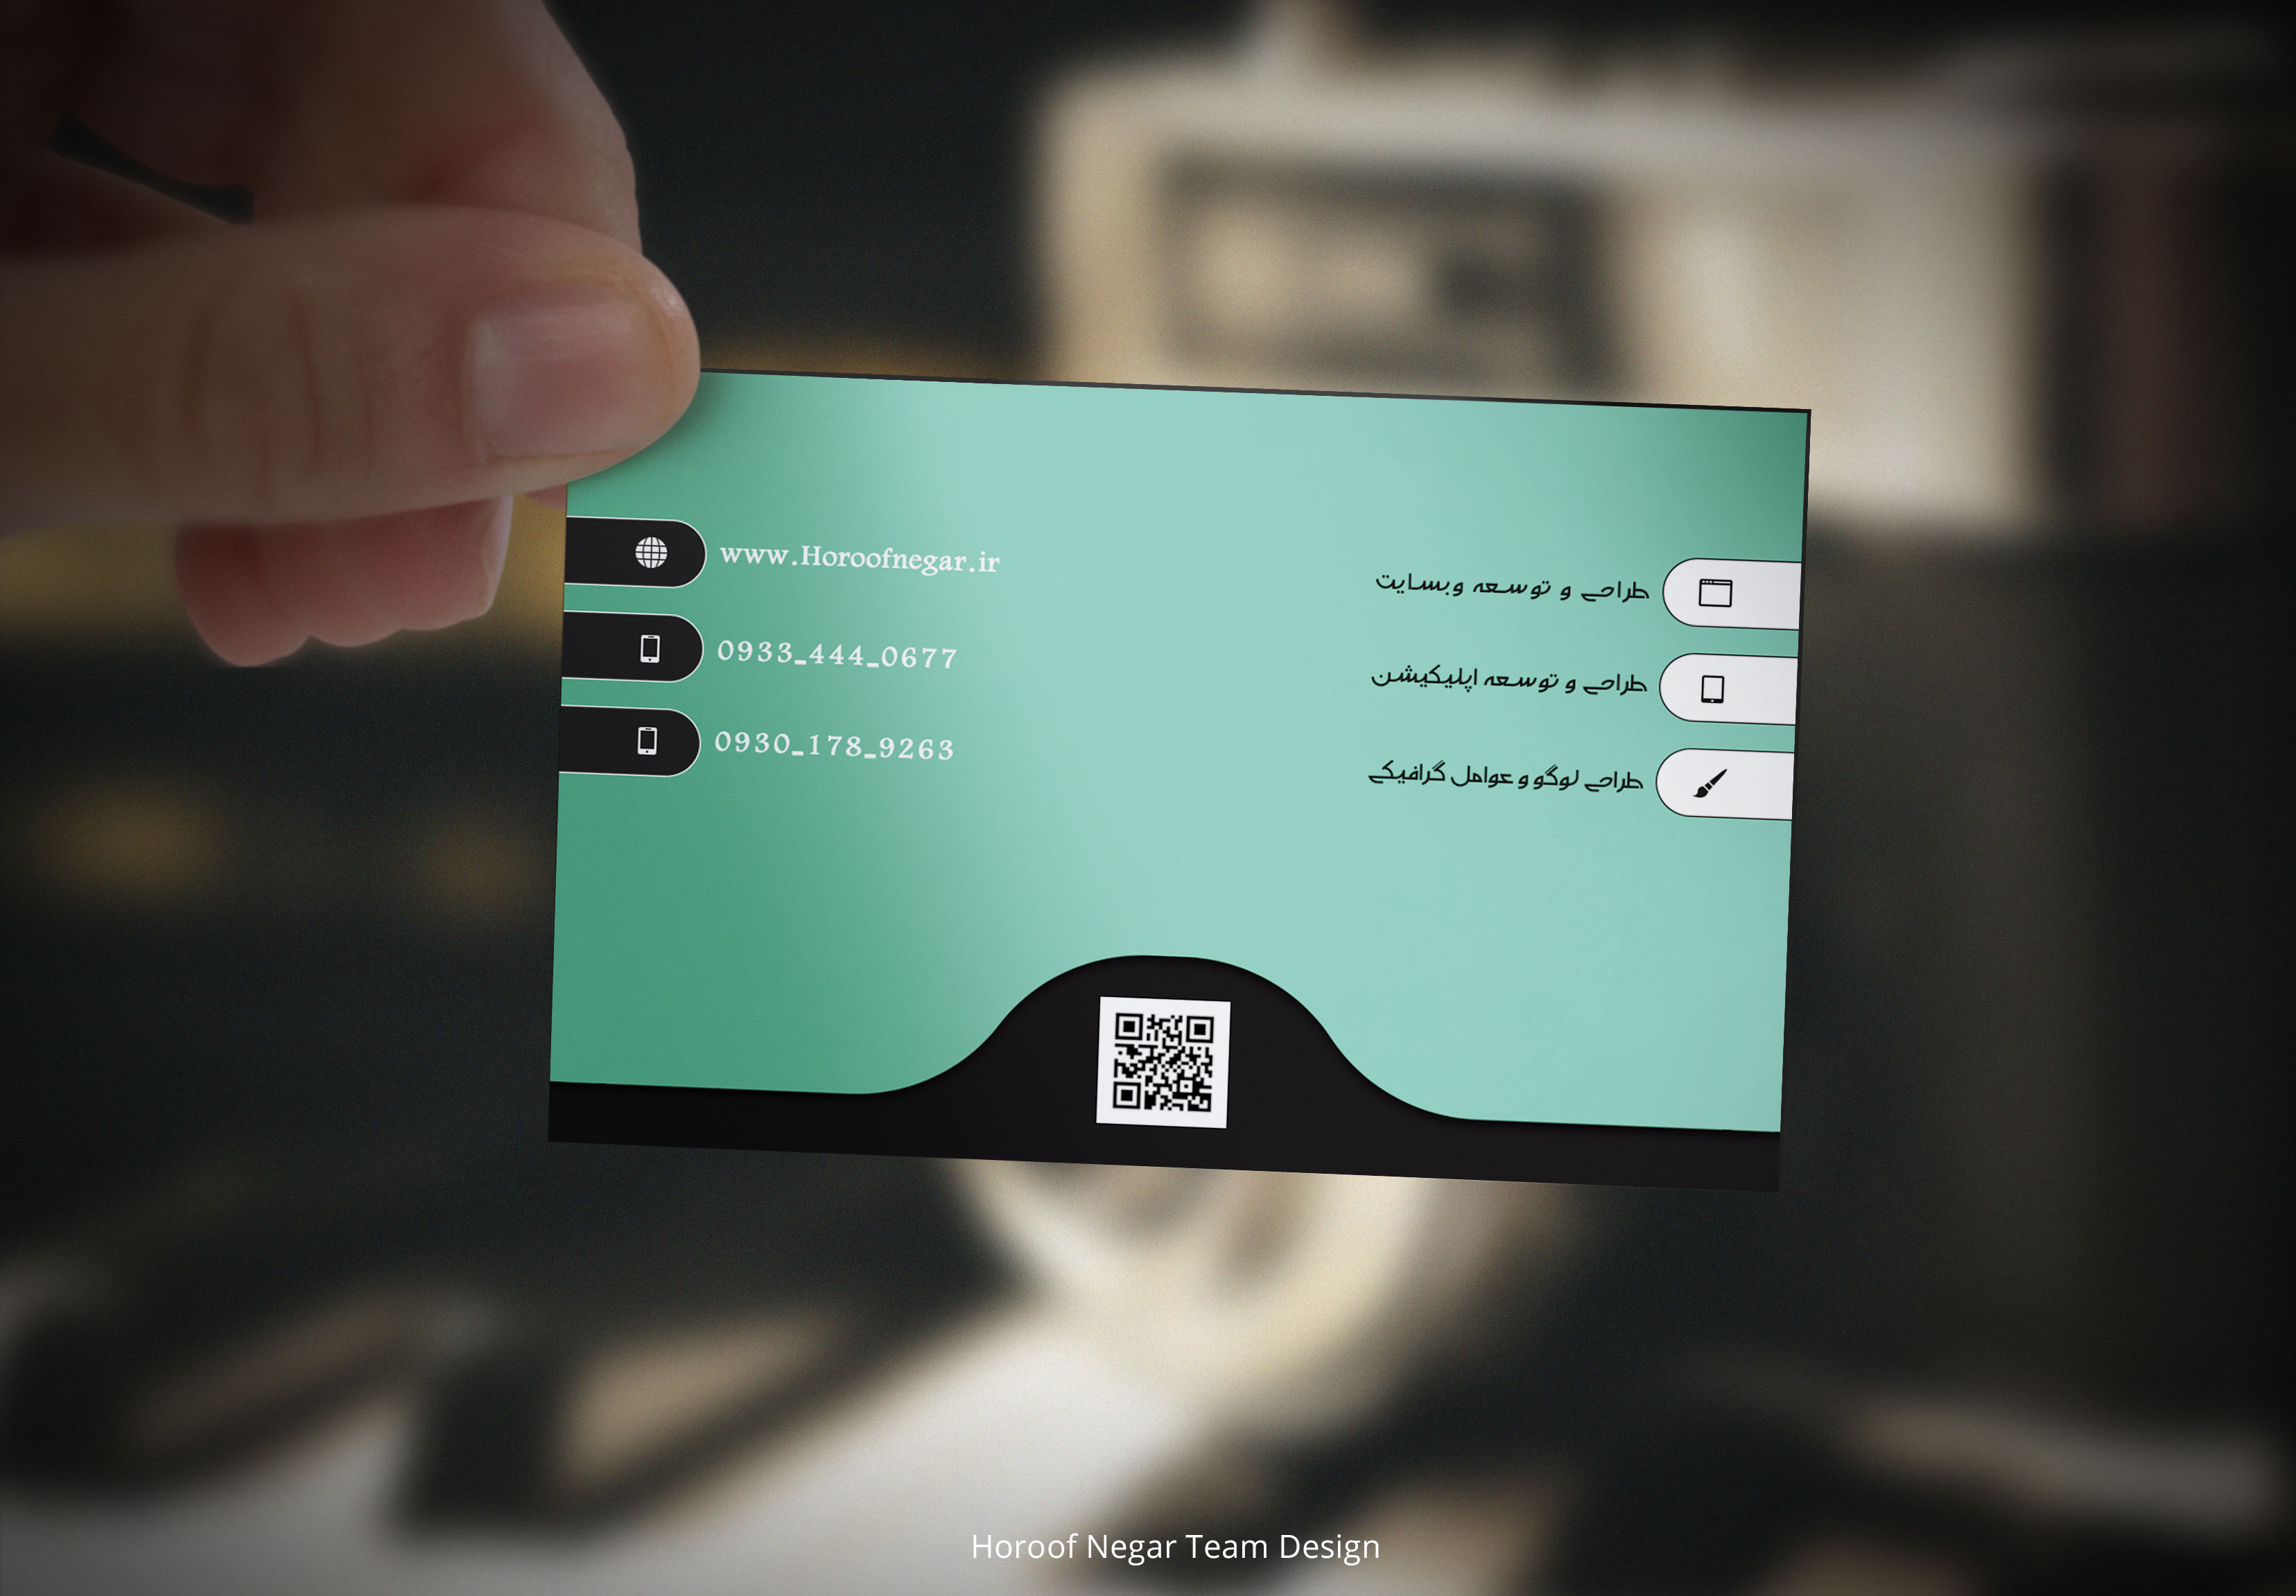 www.Horoofnegar.ir
0933_444_0677
0930_178_9263
طراحی و توسعه وبسایت
طراحی و توسعه اپلیکیشن
طراحی لوگو و عوامل گرافیکی
Horoof Negar Team Design